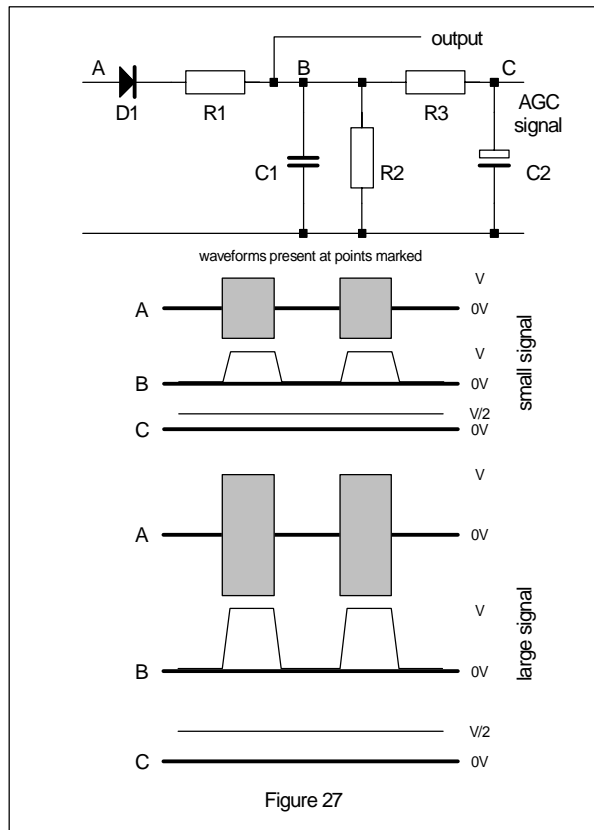 output
A B C
D1 R1 R3 AGC
signal
C1 R2 C2
waveforms present at points marked
V
A 0V
V
B 0V
V/2
C 0V
small signal
V
A 0V
V
B 0V
V/2
C 0V
large signal
Figure 27